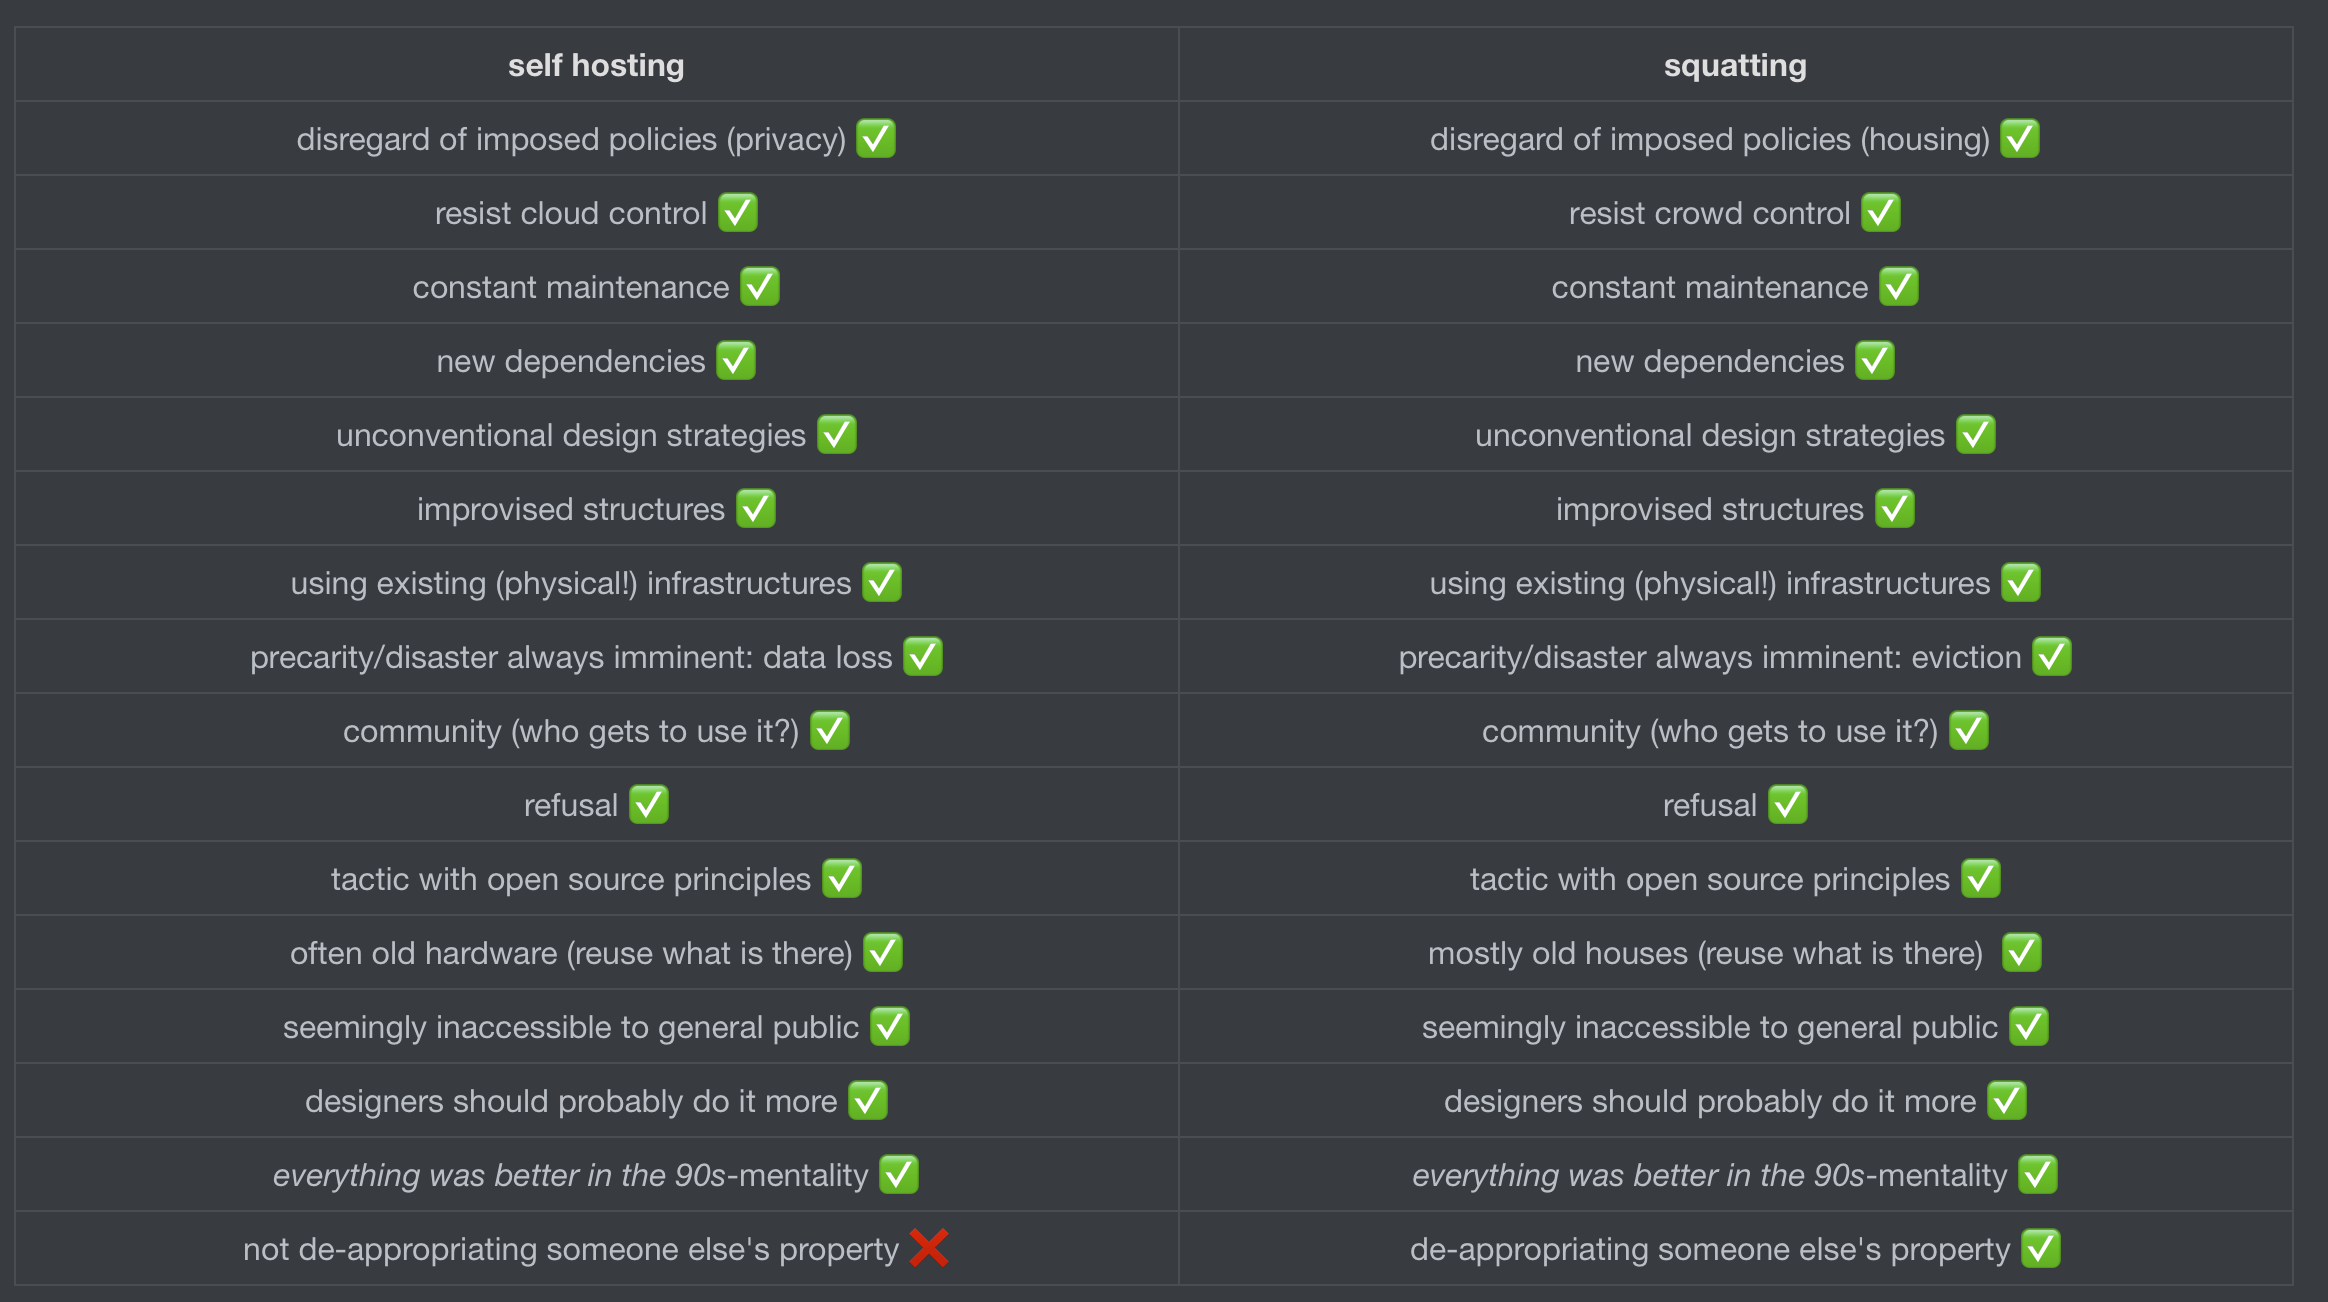 self hosting squatting
disregard of imposed policies (privacy) ✅ disregard of imposed policies (housing) ✅
resist cloud control ✅ resist crowd control ✅
constant maintenance ✅ constant maintenance ✅
new dependencies ✅ new dependencies ✅
unconventional design strategies ✅ unconventional design strategies ✅
improvised structures ✅ improvised structures ✅
using existing (physical!) infrastructures ✅ using existing (physical!) infrastructures ✅
precarity/disaster always imminent: data loss ✅ precarity/disaster always imminent: eviction ✅
community (who gets to use it?) ✅ community (who gets to use it?) ✅
refusal ✅ refusal ✅
tactic with open source principles ✅ tactic with open source principles ✅
often old hardware (reuse what is there) ✅ mostly old houses (reuse what is there) ✅
seemingly inaccessible to general public ✅ seemingly inaccessible to general public ✅
designers should probably do it more ✅ designers should probably do it more ✅
everything was better in the 90s-mentality ✅ everything was better in the 90s-mentality ✅
not de-appropriating someone else's property ❌ de-appropriating someone else's property ✅